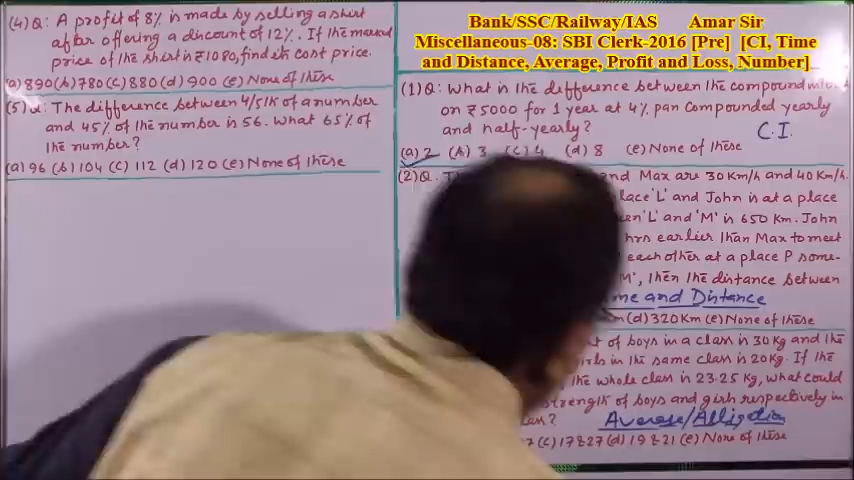 Bank/SSC/Railway/IAS Amar Sir
Miscellaneous-08: SBI Clerk-2016 [Pre] [CI, Time
and Distance, Average, Profit and Loss, Number]
(4) Q: A profit of 8% is made by selling a shirt
after offering a discount of 12%. If the marked
price of the shirt is ₹1080, find its cost price.
(a) 890 (b) 780 (c) 880 (d) 900 (e) None of these
(5) Q: The difference between 4/5th of a number
and 45% of the number is 56. What 65% of
the number?
(a) 96 (b) 104 (c) 112 (d) 120 (e) None of these
(1) Q: What is the difference between the compound
on ₹5000 for 1 year at 4% pan compounded yearly
and half-yearly?
C.I.
(a) 2 (b) 3 (c) 4 (d) 8 (e) None of these
(2) Q. and Max are 30 Km/h and 40 Km/h.
'L' and John is at a place
'L' and 'M' is 650 Km. John
hrs earlier than Max to meet
each other at a place P some-
'M', then the distance between
and Distance
(d) 320 Km (e) None of these
of boys in a class is 30 Kg and the
in the same class is 20 Kg. If the
the whole class is 23.25 Kg, what could
strength of boys and girls respectively in
Average/Alligation
(c) 17 & 27 (d) 19 & 21 (e) None of these